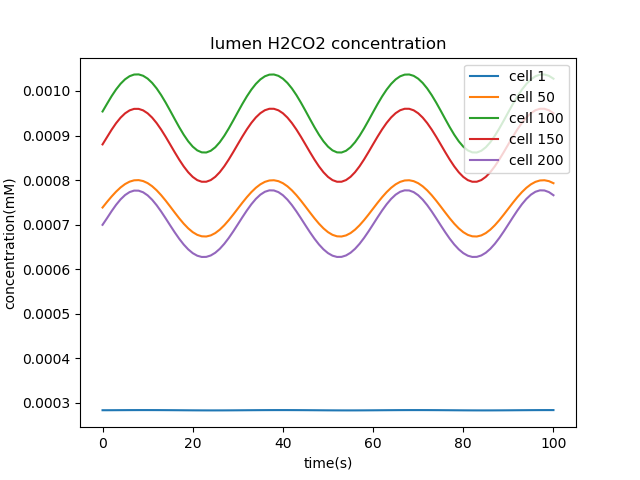 lumen H2CO2 concentration
cell 1
cell 50
cell 100
cell 150
cell 200
0.0010
0.0009
0.0008
0.0007
0.0006
0.0005
0.0004
0.0003
concentration(mM)
0 20 40 60 80 100
time(s)